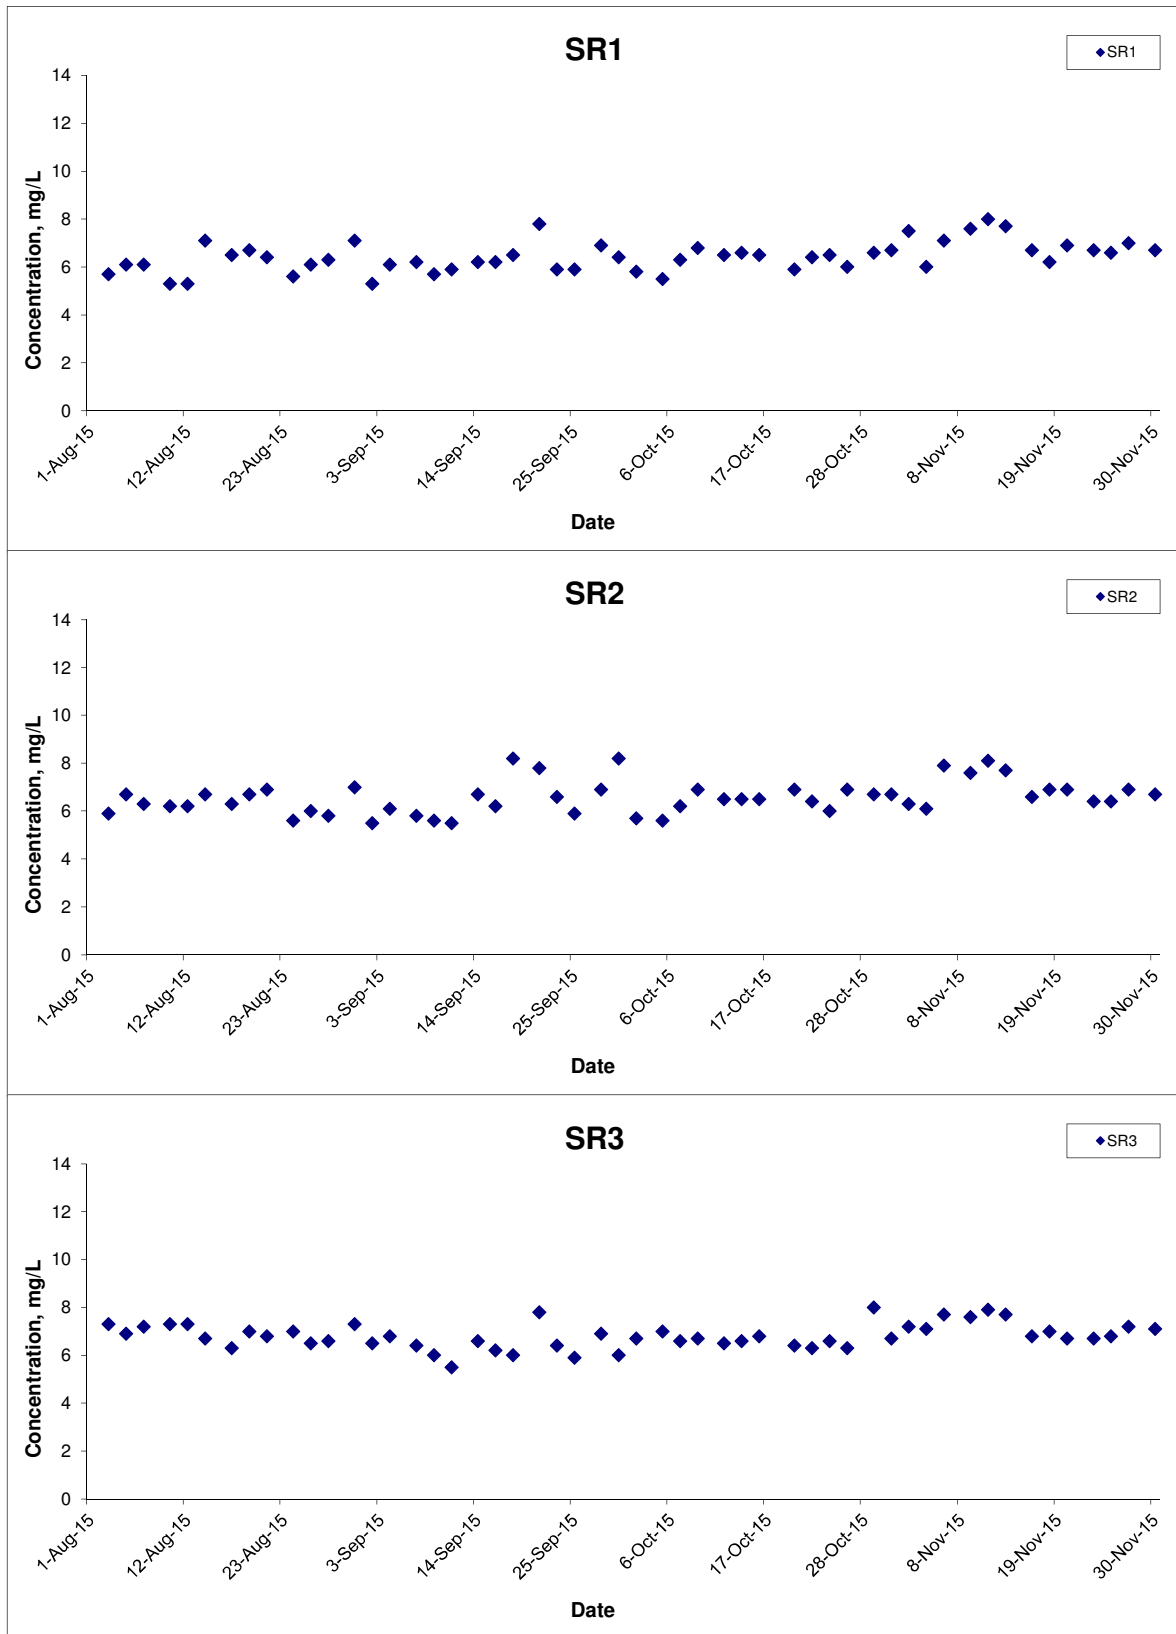 SR1
SR1
Concentration, mg/L
14
12
10
8
6
4
2
0
1-Aug-15
12-Aug-15
23-Aug-15
3-Sep-15
14-Sep-15
25-Sep-15
6-Oct-15
17-Oct-15
28-Oct-15
8-Nov-15
19-Nov-15
30-Nov-15
Date
SR2
SR2
Concentration, mg/L
14
12
10
8
6
4
2
0
1-Aug-15
12-Aug-15
23-Aug-15
3-Sep-15
14-Sep-15
25-Sep-15
6-Oct-15
17-Oct-15
28-Oct-15
8-Nov-15
19-Nov-15
30-Nov-15
Date
SR3
SR3
Concentration, mg/L
14
12
10
8
6
4
2
0
1-Aug-15
12-Aug-15
23-Aug-15
3-Sep-15
14-Sep-15
25-Sep-15
6-Oct-15
17-Oct-15
28-Oct-15
8-Nov-15
19-Nov-15
30-Nov-15
Date